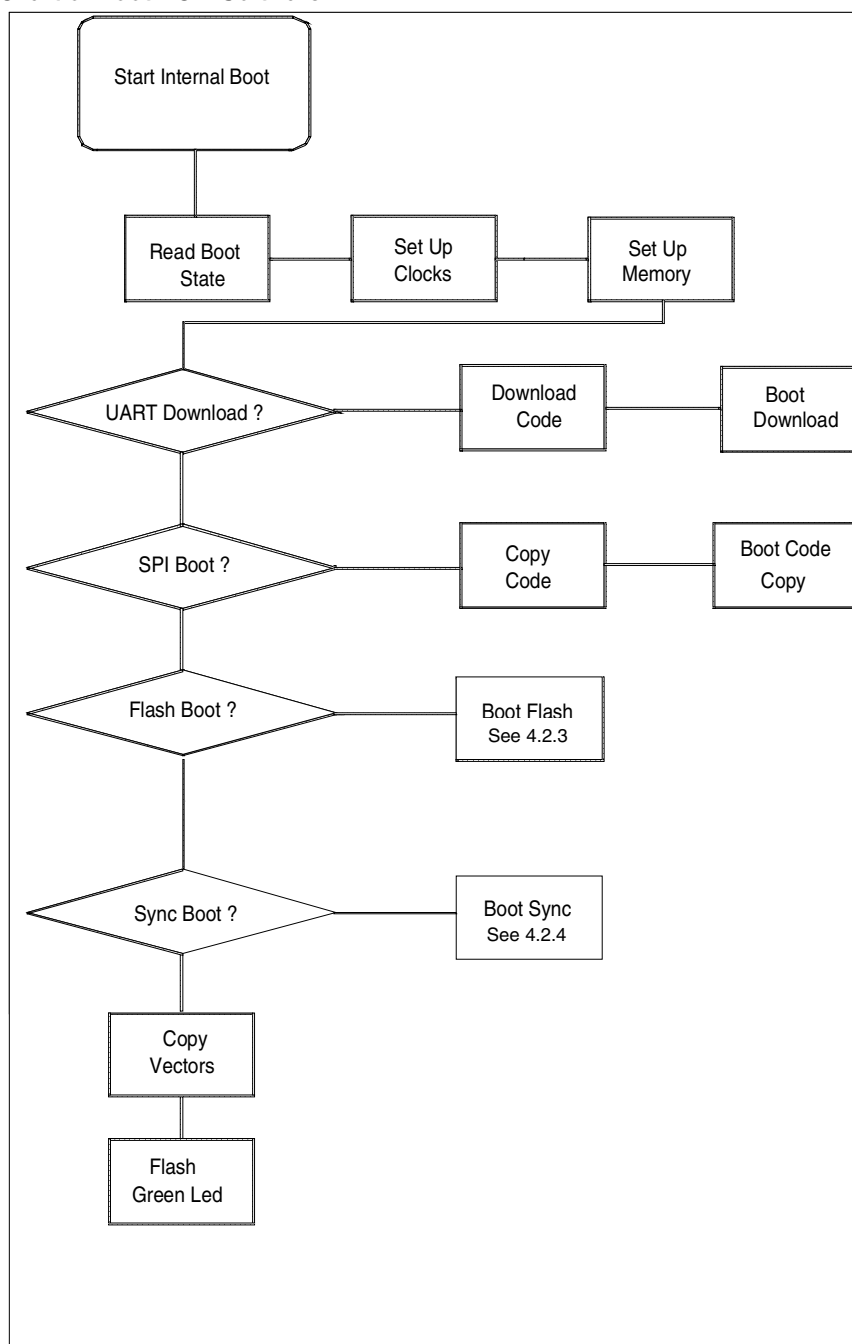 Start Internal Boot
Read Boot
State
Set Up
Clocks
Set Up
Memory
UART Download ?
Download
Code
Boot
Download
SPI Boot ?
Copy
Code
Boot Code
Copy
Flash Boot ?
Boot Flash
See 4.2.3
Sync Boot ?
Boot Sync
See 4.2.4
Copy
Vectors
Flash
Green Led